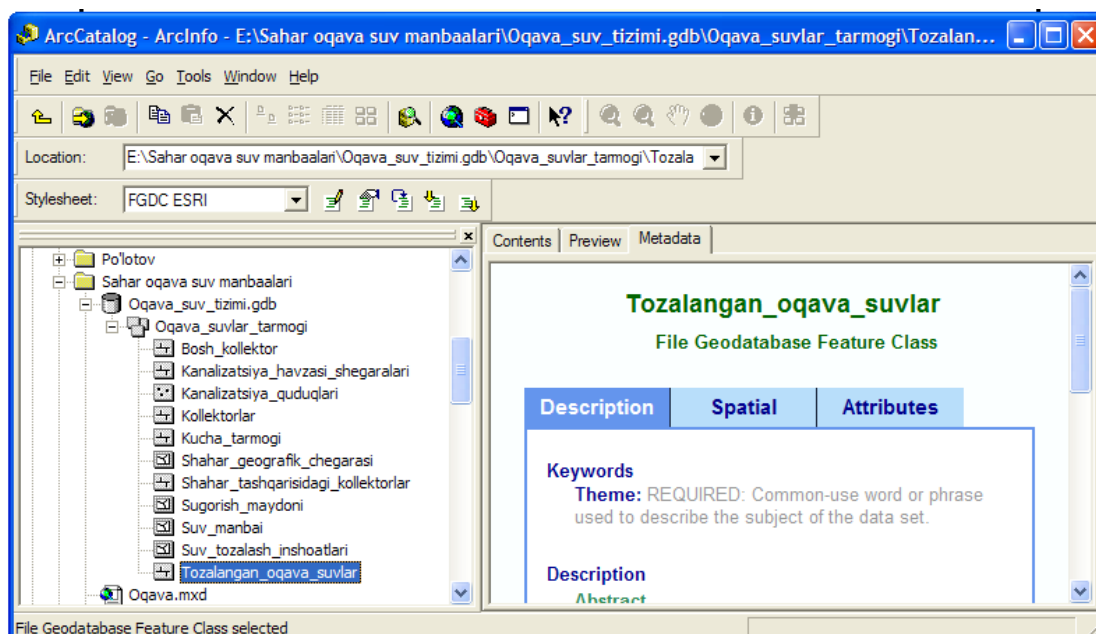 ArcCatalog - ArcInfo - E:\Sahar oqava suv manbaalari\Oqava_suv_tizimi.gdb\Oqava_suvlar_tarmogi\Tozalan...
File Edit View Go Tools Window Help
Location: E:\Sahar oqava suv manbaalari\Oqava_suv_tizimi.gdb\Oqava_suvlar_tarmogi\Tozala
Stylesheet: FGDC ESRI
Contents Preview Metadata
Po'lotov
Sahar oqava suv manbaalari
Oqava_suv_tizimi.gdb
Oqava_suvlar_tarmogi
Bosh_kollektor
Kanalizatsiya_havzasi_shegaralari
Kanalizatsiya_quduqlari
Kollektorlar
Kucha_tarmogi
Shahar_geografik_chegarasi
Shahar_tashqarisidagi_kollektorlar
Sugorish_maydoni
Suv_manbai
Suv_tozalash_inshoatlari
Tozalangan_oqava_suvlar
Oqava.mxd
Tozalangan_oqava_suvlar
File Geodatabase Feature Class
Description Spatial Attributes
Keywords
Theme: REQUIRED: Common-use word or phrase
used to describe the subject of the data set.
Description
Abstract
File Geodatabase Feature Class selected